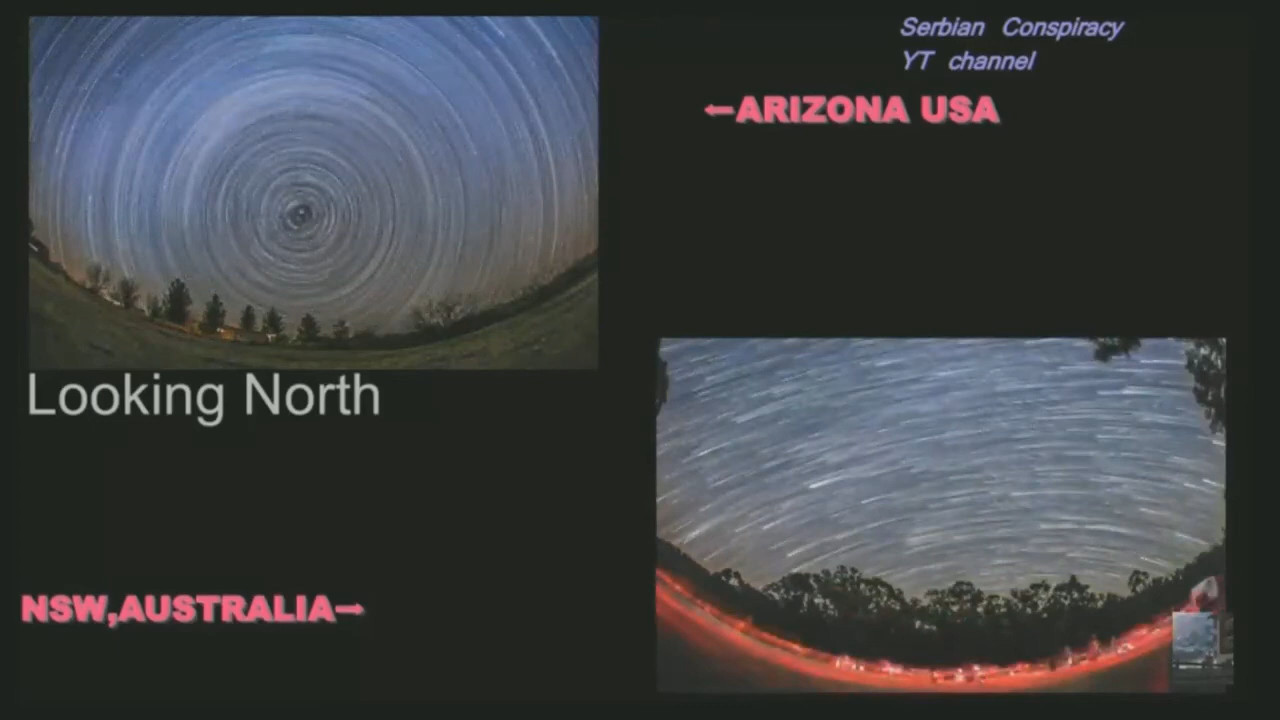 Serbian Conspiracy
YT channel
←ARIZONA USA
Looking North
NSW,AUSTRALIA→